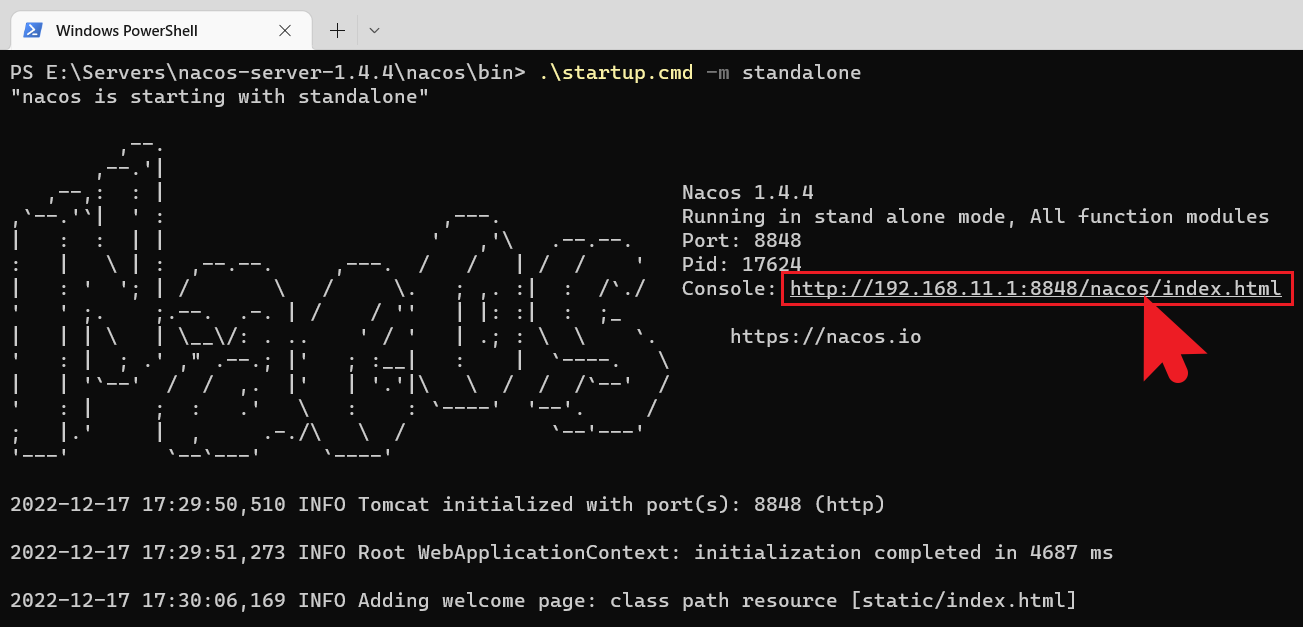 Windows PowerShell
PS E:\Servers\nacos-server-1.4.4\nacos\bin> .\startup.cmd -m standalone
"nacos is starting with standalone"
Nacos 1.4.4
Running in stand alone mode, All function modules
Port: 8848
Pid: 17624
Console: http://192.168.11.1:8848/nacos/index.html
https://nacos.io
2022-12-17 17:29:50,510 INFO Tomcat initialized with port(s): 8848 (http)
2022-12-17 17:29:51,273 INFO Root WebApplicationContext: initialization completed in 4687 ms
2022-12-17 17:30:06,169 INFO Adding welcome page: class path resource [static/index.html]